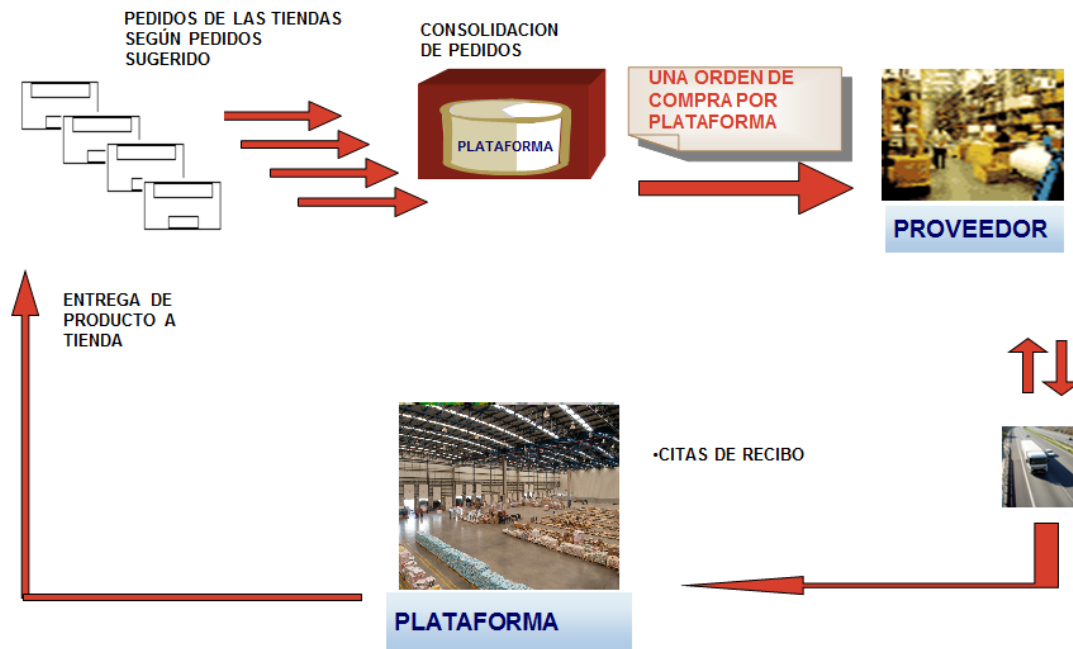 PEDIDOS DE LAS TIENDAS
SEGÚN PEDIDOS
SUGERIDO
CONSOLIDACION
DE PEDIDOS
PLATAFORMA
UNA ORDEN DE
COMPRA POR
PLATAFORMA
PROVEEDOR
ENTREGA DE
PRODUCTO A
TIENDA
•CITAS DE RECIBO
PLATAFORMA